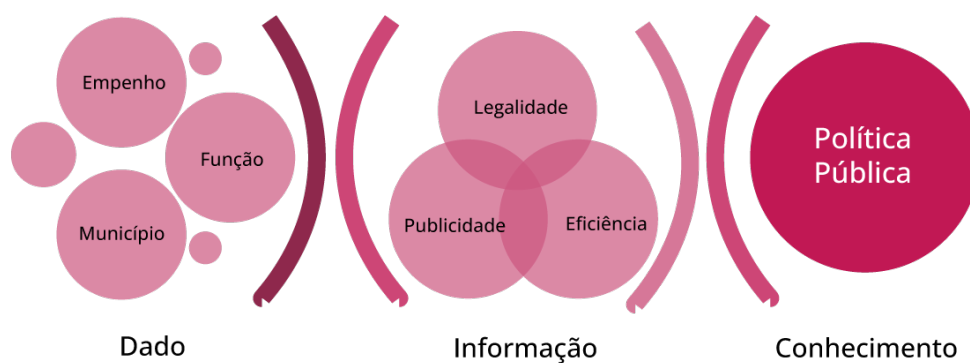 Empenho
Função
Município
Legalidade
Publicidade
Eficiência
Política
Pública
Dado
Informação
Conhecimento